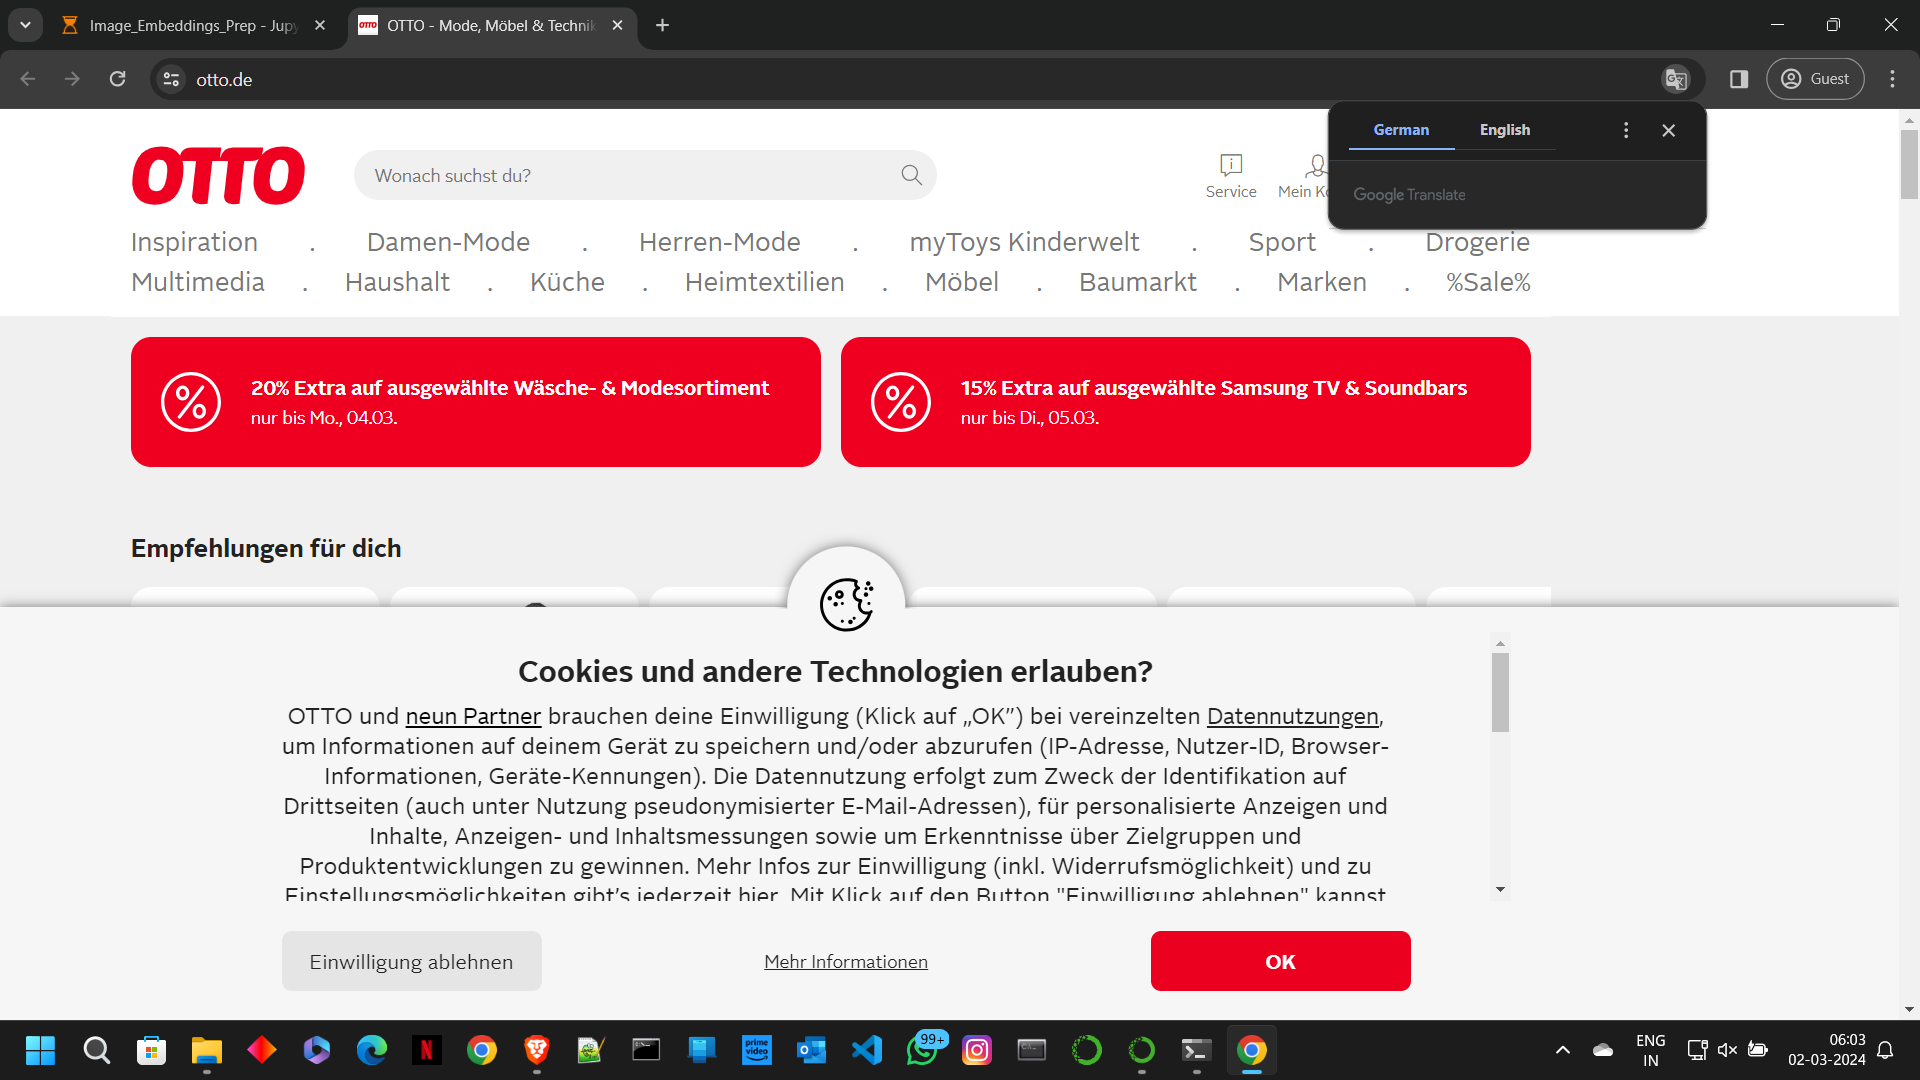 Image_Embeddings_Prep - Jupy
OTTO - Mode, Möbel & Technik
otto.de
Guest
German
English
Google Translate
OTTO
Wonach suchst du?
Service
Mein Ko
Inspiration . Damen-Mode . Herren-Mode . myToys Kinderwelt . Sport . Drogerie
Multimedia . Haushalt . Küche . Heimtextilien . Möbel . Baumarkt . Marken . %Sale%
20% Extra auf ausgewählte Wäsche- & Modesortiment
nur bis Mo., 04.03.
15% Extra auf ausgewählte Samsung TV & Soundbars
nur bis Di., 05.03.
Empfehlungen für dich
Cookies und andere Technologien erlauben?
OTTO und neun Partner brauchen deine Einwilligung (Klick auf „OK”) bei vereinzelten Datennutzungen,
um Informationen auf deinem Gerät zu speichern und/oder abzurufen (IP-Adresse, Nutzer-ID, Browser-
Informationen, Geräte-Kennungen). Die Datennutzung erfolgt zum Zweck der Identifikation auf
Drittseiten (auch unter Nutzung pseudonymisierter E-Mail-Adressen), für personalisierte Anzeigen und
Inhalte, Anzeigen- und Inhaltsmessungen sowie um Erkenntnisse über Zielgruppen und
Produktentwicklungen zu gewinnen. Mehr Infos zur Einwilligung (inkl. Widerrufsmöglichkeit) und zu
Einstellungsmöglichkeiten gibt’s jederzeit hier. Mit Klick auf den Button "Einwilligung ablehnen" kannst
Einwilligung ablehnen
Mehr Informationen
OK
prime video
99+
ENG
IN
06:03
02-03-2024